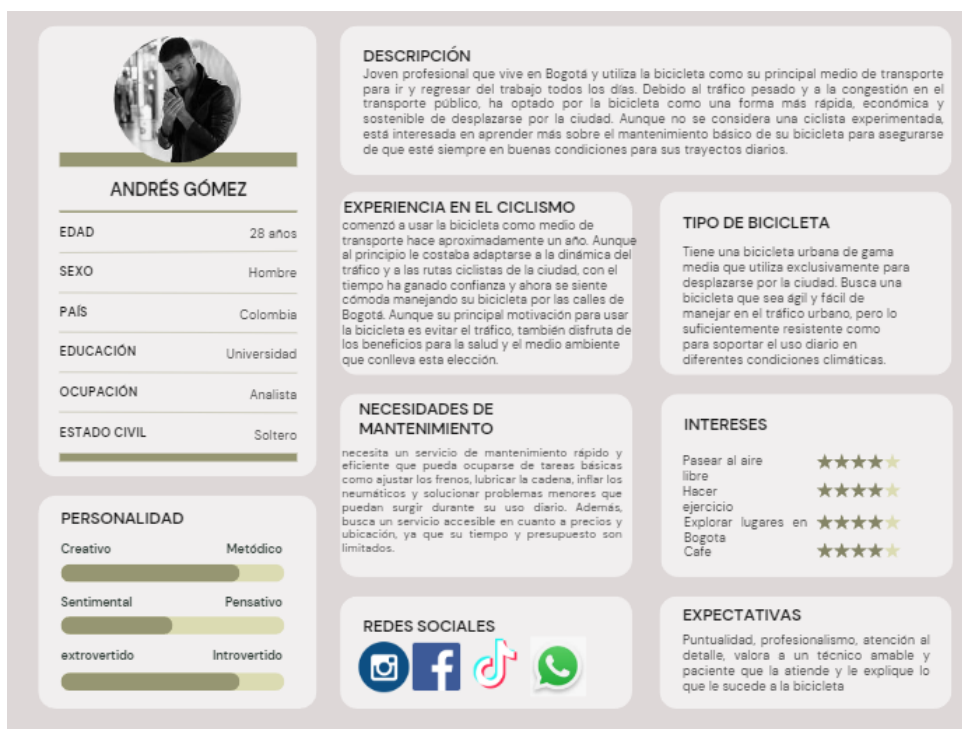 ANDRÉS GÓMEZ
EDAD 28 años
SEXO Hombre
PAÍS Colombia
EDUCACIÓN Universidad
OCUPACIÓN Analista
ESTADO CIVIL Soltero
PERSONALIDAD
Creativo Metódico
Sentimental Pensativo
extrovertido Introvertido
DESCRIPCIÓN
Joven profesional que vive en Bogotá y utiliza la bicicleta como su principal medio de transporte
para ir y regresar del trabajo todos los días. Debido al tráfico pesado y a la congestión en el
transporte público, ha optado por la bicicleta como una forma más rápida, económica y
sostenible de desplazarse por la ciudad. Aunque no se considera una ciclista experimentada,
está interesada en aprender más sobre el mantenimiento básico de su bicicleta para asegurarse
de que esté siempre en buenas condiciones para sus trayectos diarios.
EXPERIENCIA EN EL CICLISMO
comenzó a usar la bicicleta como medio de
transporte hace aproximadamente un año. Aunque
al principio le costaba adaptarse a la dinámica del
tráfico y a las rutas ciclistas de la ciudad, con el
tiempo ha ganado confianza y ahora se siente
cómoda manejando su bicicleta por las calles de
Bogotá. Aunque su principal motivación para usar
la bicicleta es evitar el tráfico, también disfruta de
los beneficios para la salud y el medio ambiente
que conlleva esta elección.
TIPO DE BICICLETA
Tiene una bicicleta urbana de gama
media que utiliza exclusivamente para
desplazarse por la ciudad. Busca una
bicicleta que sea ágil y fácil de
manejar en el tráfico urbano, pero lo
suficientemente resistente como
para soportar el uso diario en
diferentes condiciones climáticas.
NECESIDADES DE
MANTENIMIENTO
necesita un servicio de mantenimiento rápido y
eficiente que pueda ocuparse de tareas básicas
como ajustar los frenos, lubricar la cadena, inflar los
neumáticos y solucionar problemas menores que
puedan surgir durante su uso diario. Además,
busca un servicio accesible en cuanto a precios y
ubicación, ya que su tiempo y presupuesto son
limitados.
INTERESES
Pasear al aire
libre
Hacer
ejercicio
Explorar lugares en
Bogota
Cafe
REDES SOCIALES
EXPECTATIVAS
Puntualidad, profesionalismo, atención al
detalle, valora a un técnico amable y
paciente que la atiende y le explique lo
que le sucede a la bicicleta